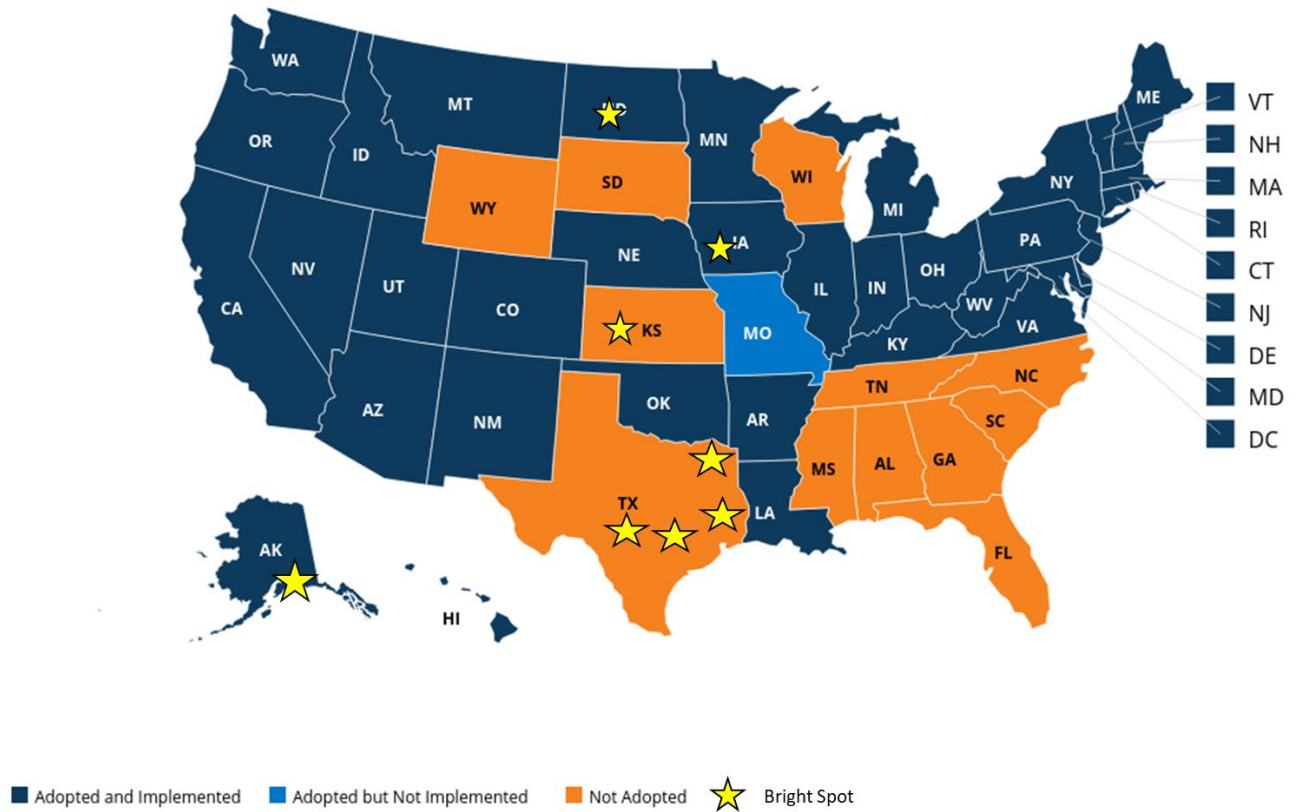 WA
MT
ME
VT
OR
ID
MN
NH
WY
SD
WI
NY
MA
MI
RI
NV
NE
IA
PA
CT
UT
CO
IL
IN
OH
WV
NJ
CA
KS
MO
KY
VA
DE
AZ
NM
OK
AR
TN
NC
MD
SC
DC
TX
LA
MS
AL
GA
AK
FL
HI
Adopted and Implemented
Adopted but Not Implemented
Not Adopted
Bright Spot